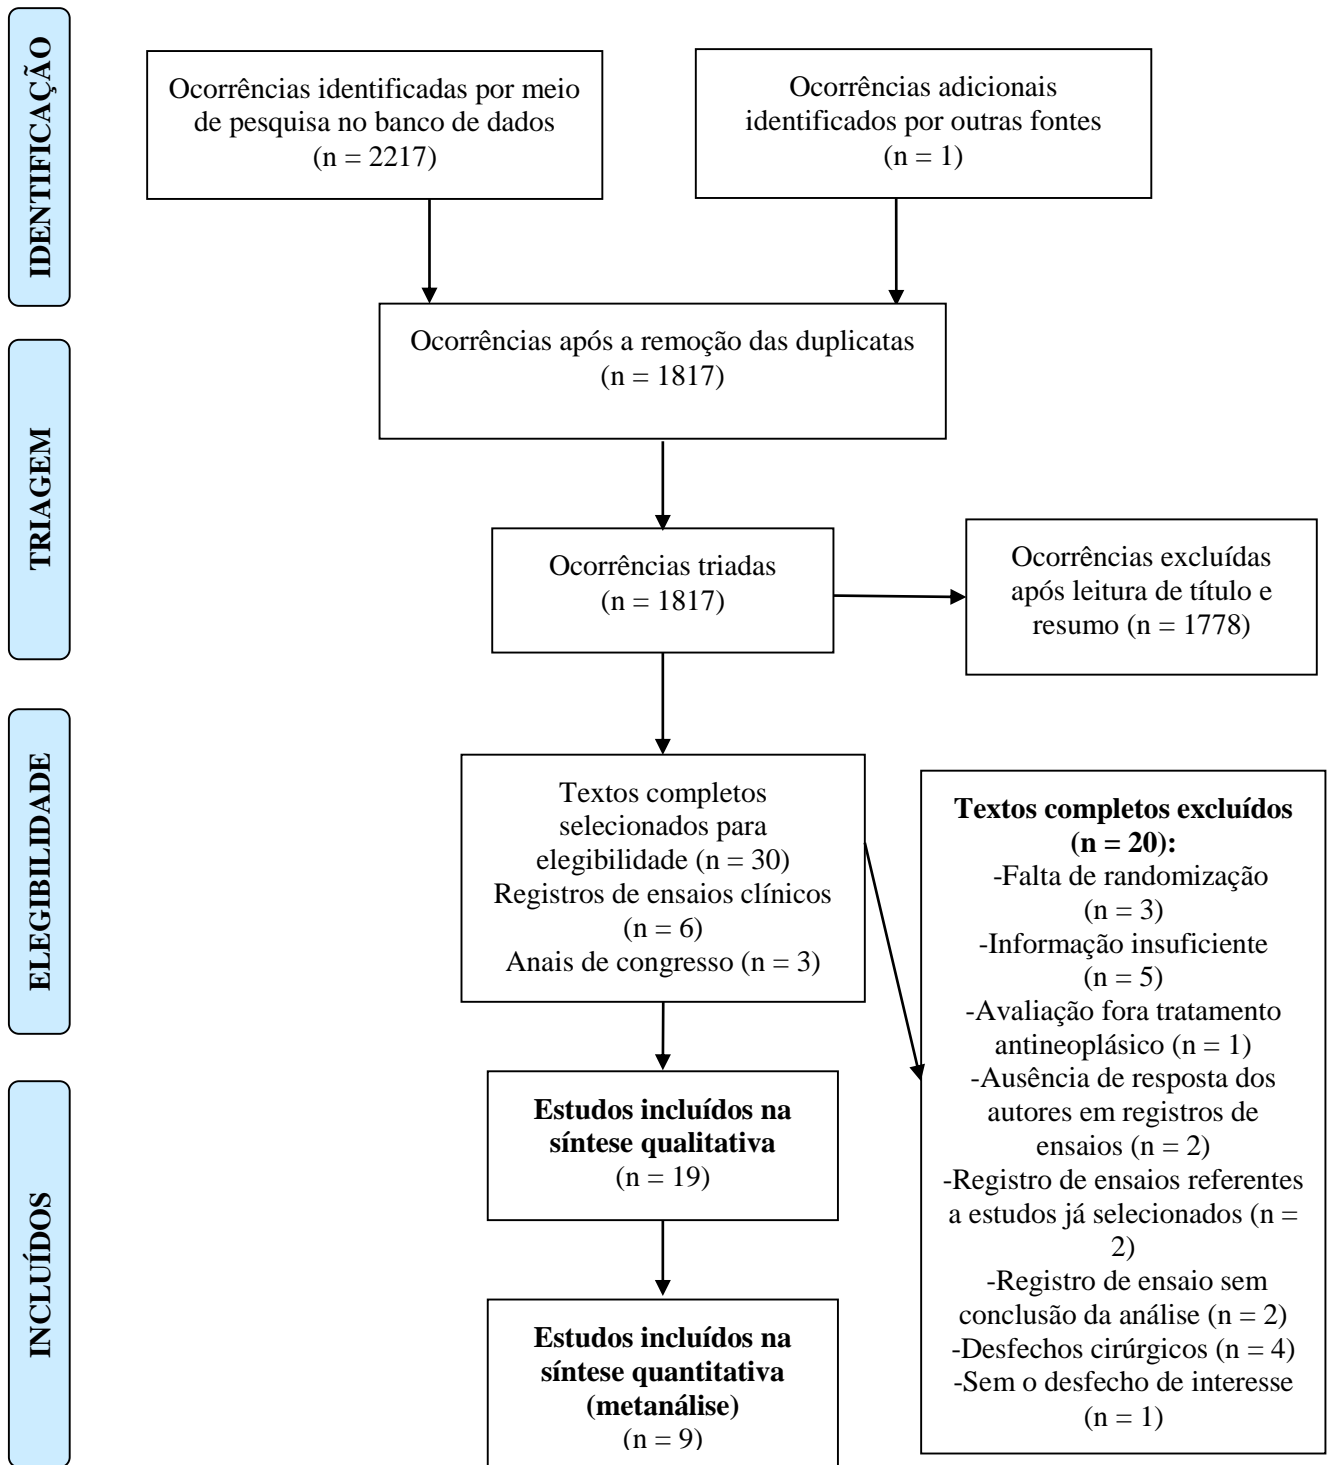 IDENTIFICAÇÃO
Ocorrências identificadas por meio
de pesquisa no banco de dados
(n = 2217)
Ocorrências adicionais
identificados por outras fontes
(n = 1)
Ocorrências após a remoção das duplicatas
(n = 1817)
TRIAGEM
Ocorrências triadas
(n = 1817)
Ocorrências excluídas
após leitura de título e
resumo (n = 1778)
ELEGIBILIDADE
Textos completos
selecionados para
elegibilidade (n = 30)
Registros de ensaios clínicos
(n = 6)
Anais de congresso (n = 3)
Textos completos excluídos
(n = 20):
-Falta de randomização
(n = 3)
-Informação insuficiente
(n = 5)
-Avaliação fora tratamento
antineoplásico (n = 1)
-Ausência de resposta dos
autores em registros de
ensaios (n = 2)
-Registro de ensaios referentes
a estudos já selecionados (n =
2)
-Registro de ensaio sem
conclusão da análise (n = 2)
-Desfechos cirúrgicos (n = 4)
-Sem o desfecho de interesse
(n = 1)
INCLUÍDOS
Estudos incluídos na
síntese qualitativa
(n = 19)
Estudos incluídos na
síntese quantitativa
(metanálise)
(n = 9)